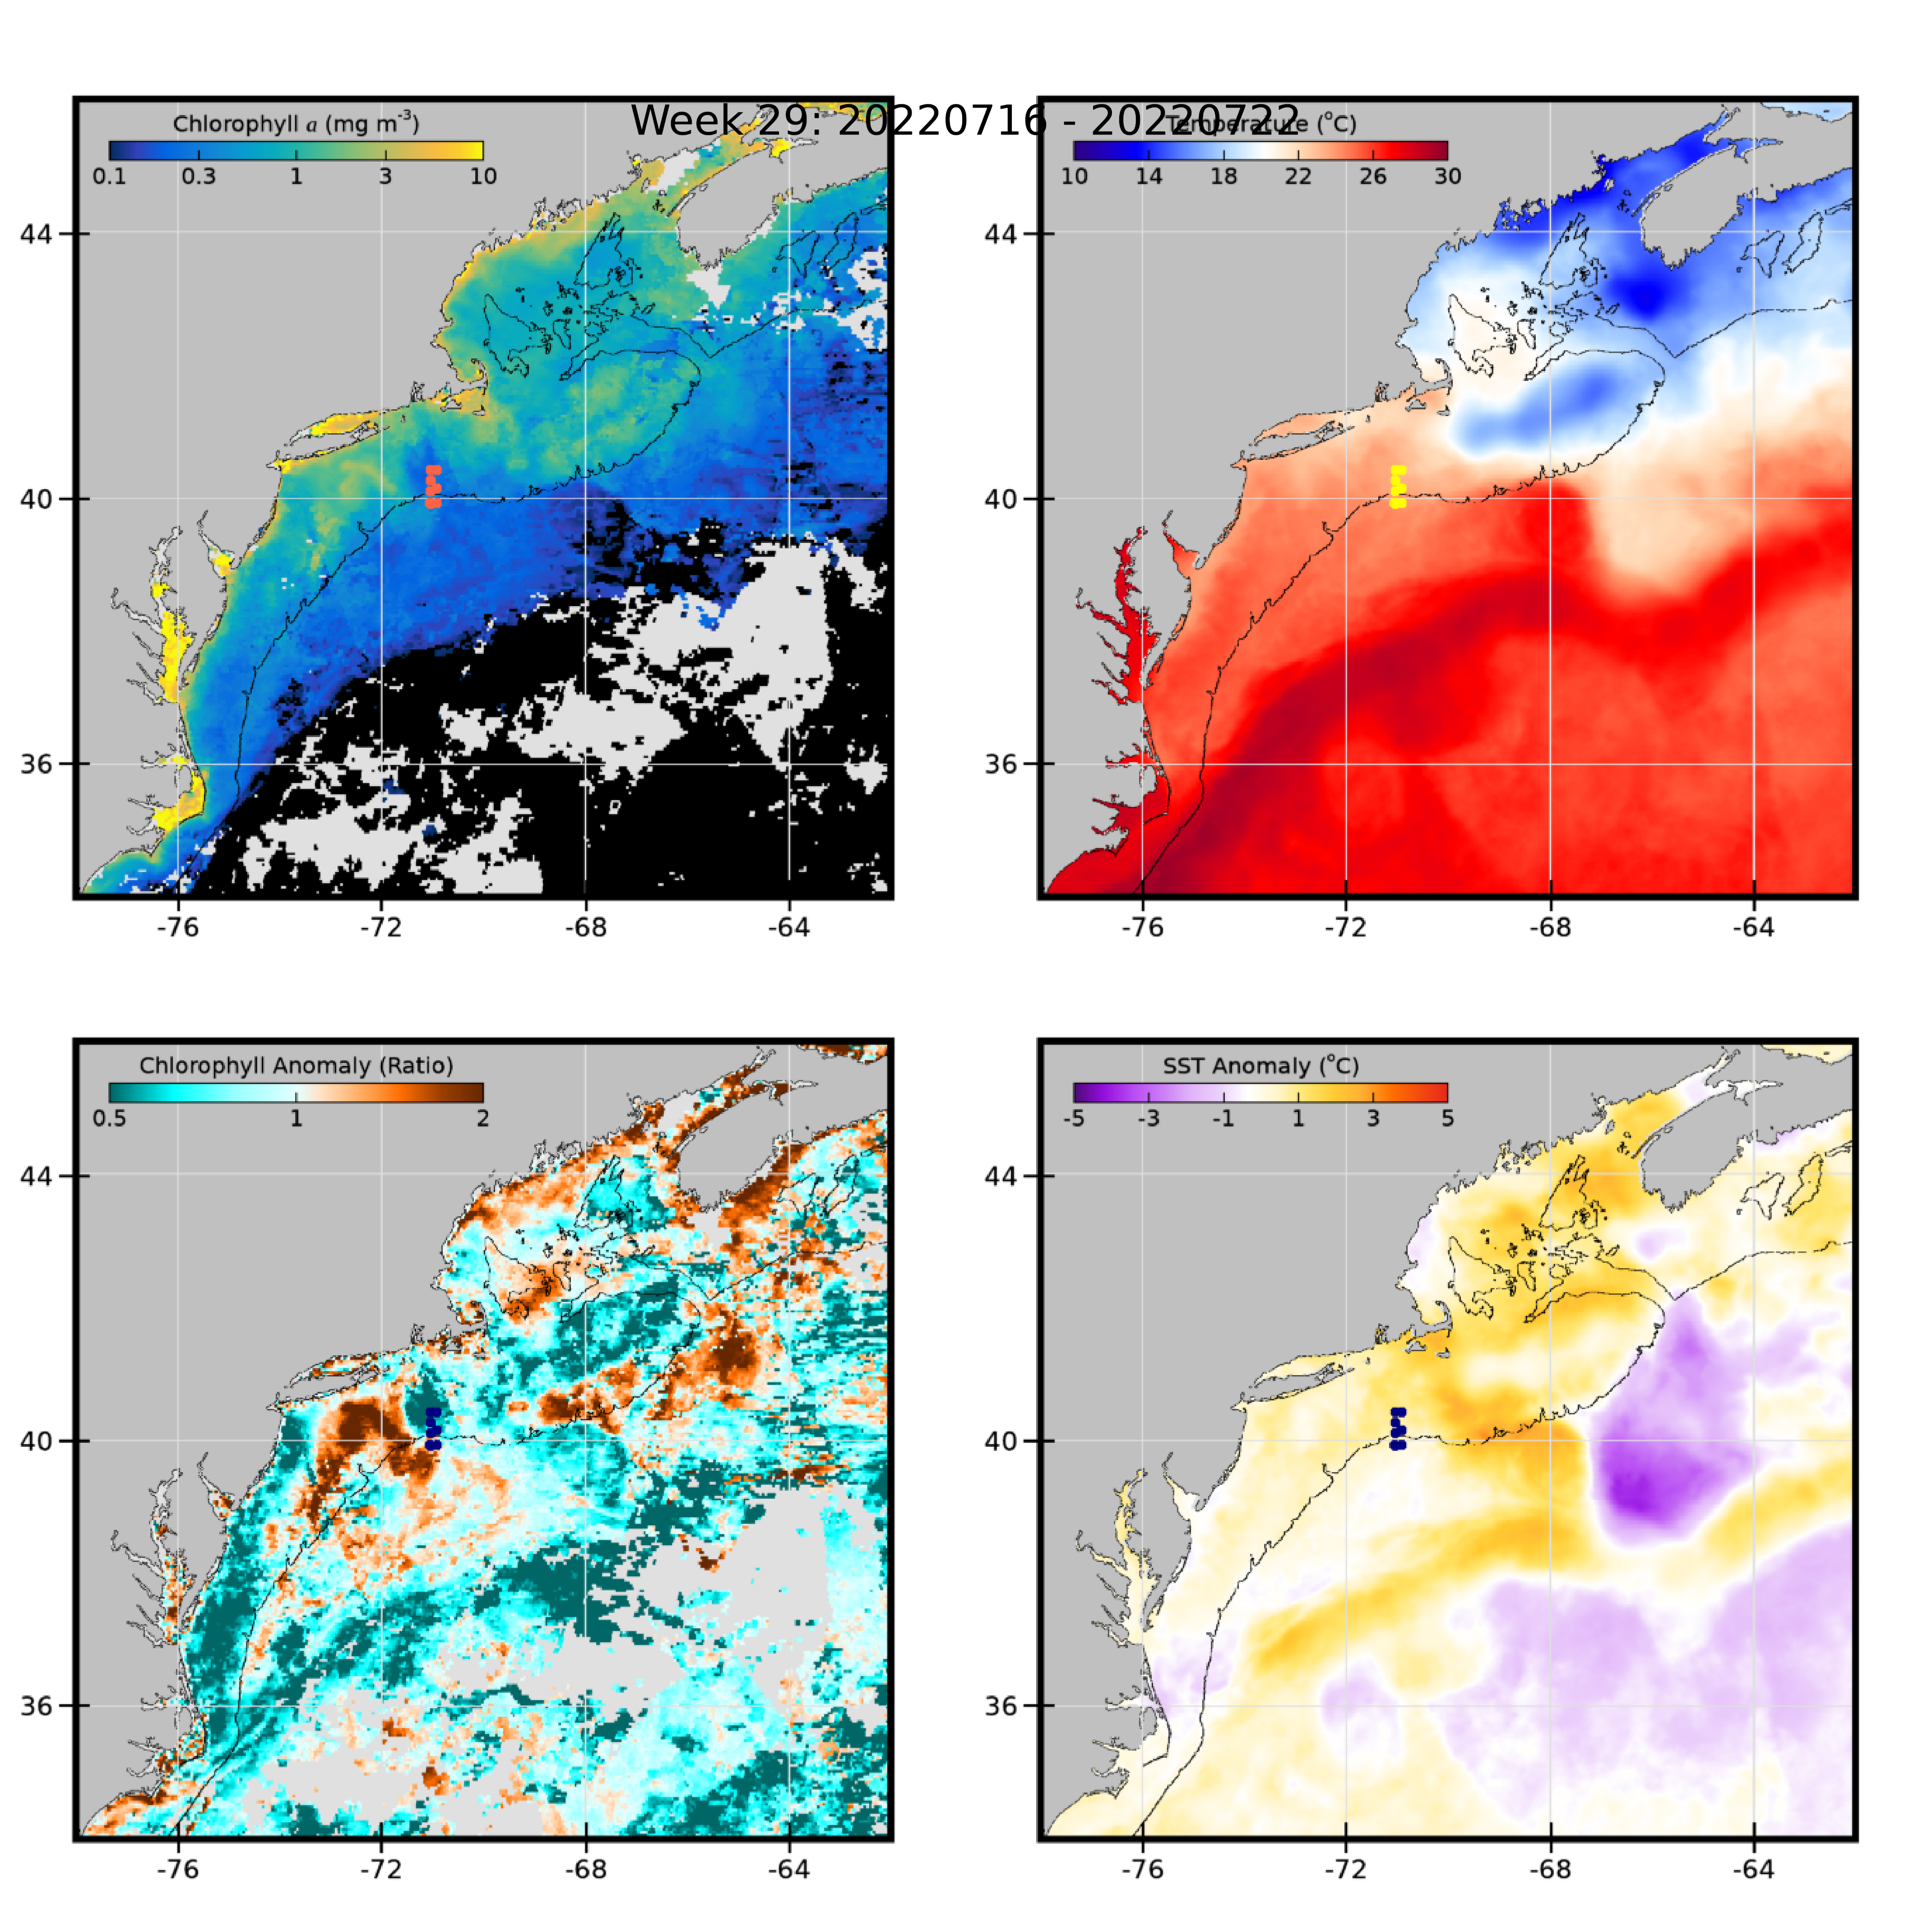 Week 29: 20220716 - 20220722
Chlorophyll a (mg m-3)
0.1 0.3 1 3 10
44
40
36
-76 -72 -68 -64
Temperature (oC)
10 14 18 22 26 30
44
40
36
-76 -72 -68 -64
Chlorophyll Anomaly (Ratio)
0.5 1 2
44
40
36
-76 -72 -68 -64
SST Anomaly (oC)
-5 -3 -1 1 3 5
44
40
36
-76 -72 -68 -64